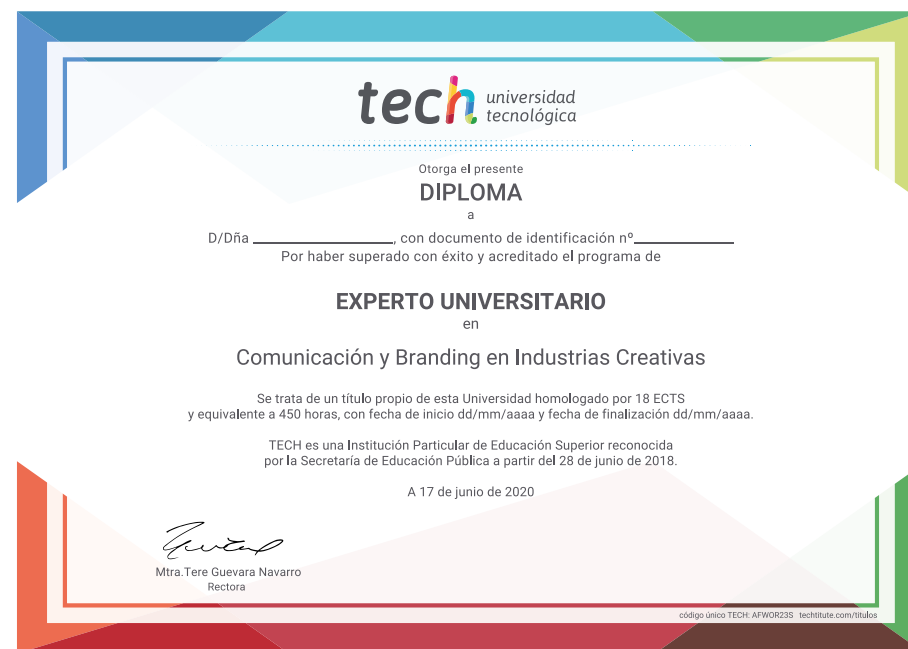 tech universidad
tecnológica
Otorga el presente
DIPLOMA
a
D/Dña ____________________, con documento de identificación nº______________
Por haber superado con éxito y acreditado el programa de
EXPERTO UNIVERSITARIO
en
Comunicación y Branding en Industrias Creativas
Se trata de un título propio de esta Universidad homologado por 18 ECTS
y equivalente a 450 horas, con fecha de inicio dd/mm/aaaa y fecha de finalización dd/mm/aaaa.
TECH es una Institución Particular de Educación Superior reconocida
por la Secretaría de Educación Pública a partir del 28 de junio de 2018.
A 17 de junio de 2020
Mtra.Tere Guevara Navarro
Rectora
código único TECH: AFWOR23S techtitute.com/titulos